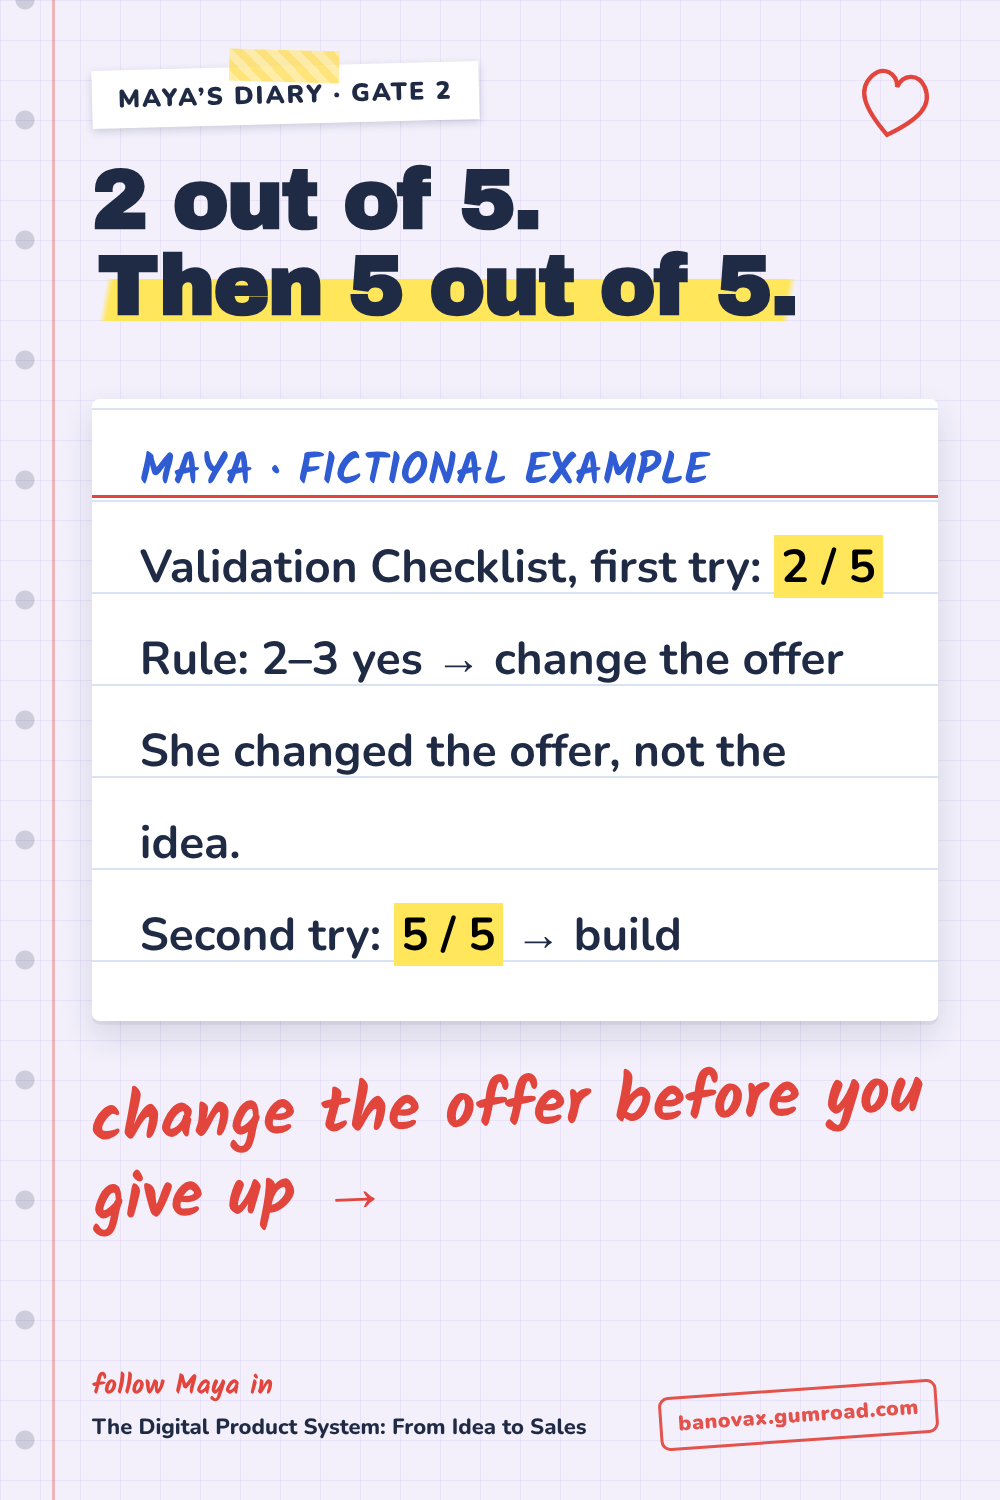 MAYA’S DIARY · GATE 2
2 out of 5.
Then 5 out of 5.
MAYA · FICTIONAL EXAMPLE
Validation Checklist, first try: 2 / 5
Rule: 2–3 yes → change the offer
She changed the offer, not the
idea.
Second try: 5 / 5 → build
change the offer before you
give up →
follow Maya in
The Digital Product System: From Idea to Sales
banovax.gumroad.com